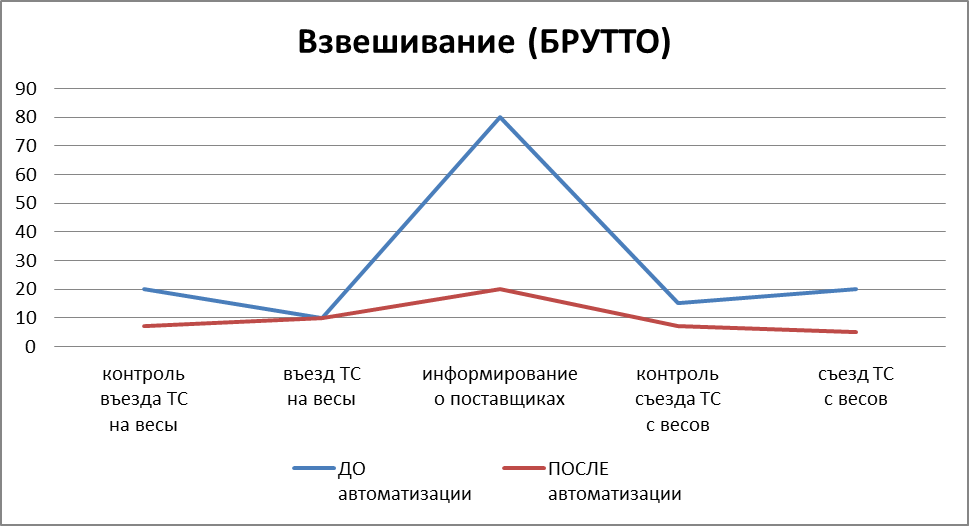 Взвешивание (БРУТТО)
90
80
70
60
50
40
30
20
10
0
контроль
въезда ТС
на весы
въезд ТС
на весы
информирование
о поставщиках
контроль
съезда ТС
с весов
съезд ТС
с весов
ДО
автоматизации
ПОСЛЕ
автоматизации